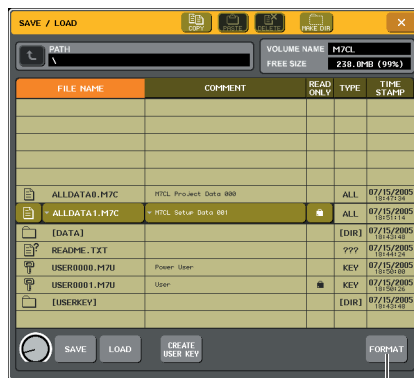 SAVE / LOAD
COPY PASTE DELETE MAKE DIR
PATH
\
VOLUME NAME M7CL
FREE SIZE 238.0MB (99%)
FILE NAME COMMENT READ ONLY TYPE TIME STAMP
ALLDATA0.M7C M7CL Project Data 000 ALL 07/15/2005 18:47:34
ALLDATA1.M7C M7CL Setup Data 001 ALL 07/15/2005 18:51:14
[DATA] [DIR] 07/15/2005 18:43:48
README.TXT ??? 07/15/2005 18:44:24
USER0000.M7U Power User KEY 07/15/2005 18:50:00
USER0001.M7U User KEY 07/15/2005 18:50:26
[USERKEY] [DIR] 07/15/2005 18:43:48
SAVE LOAD CREATE USER KEY FORMAT